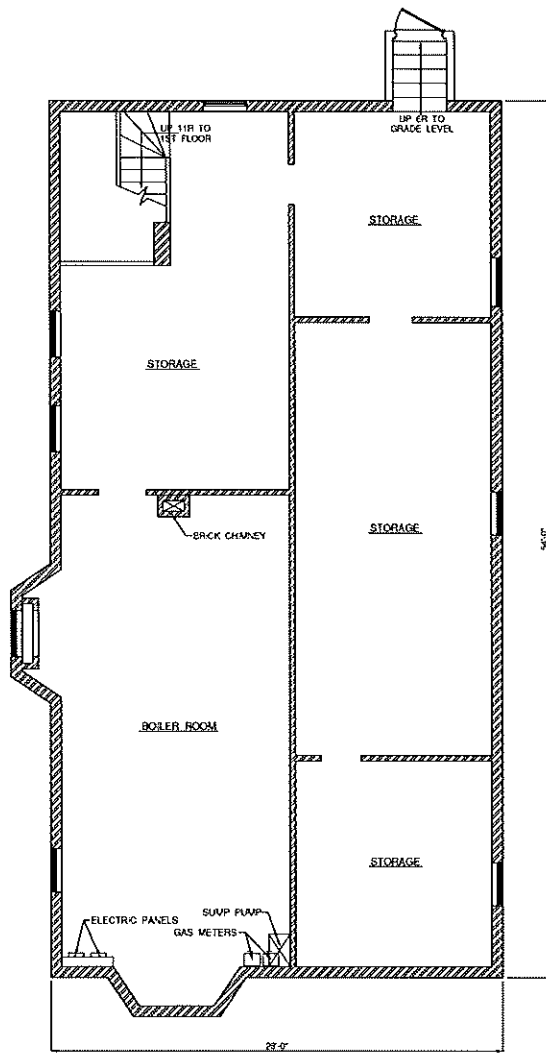 UP 11R TO
1ST FLOOR
UP 6R TO
GRADE LEVEL
STORAGE
STORAGE
BRICK CHIMNEY
STORAGE
BOILER ROOM
STORAGE
ELECTRIC PANELS
SUMP PUMP
GAS METERS